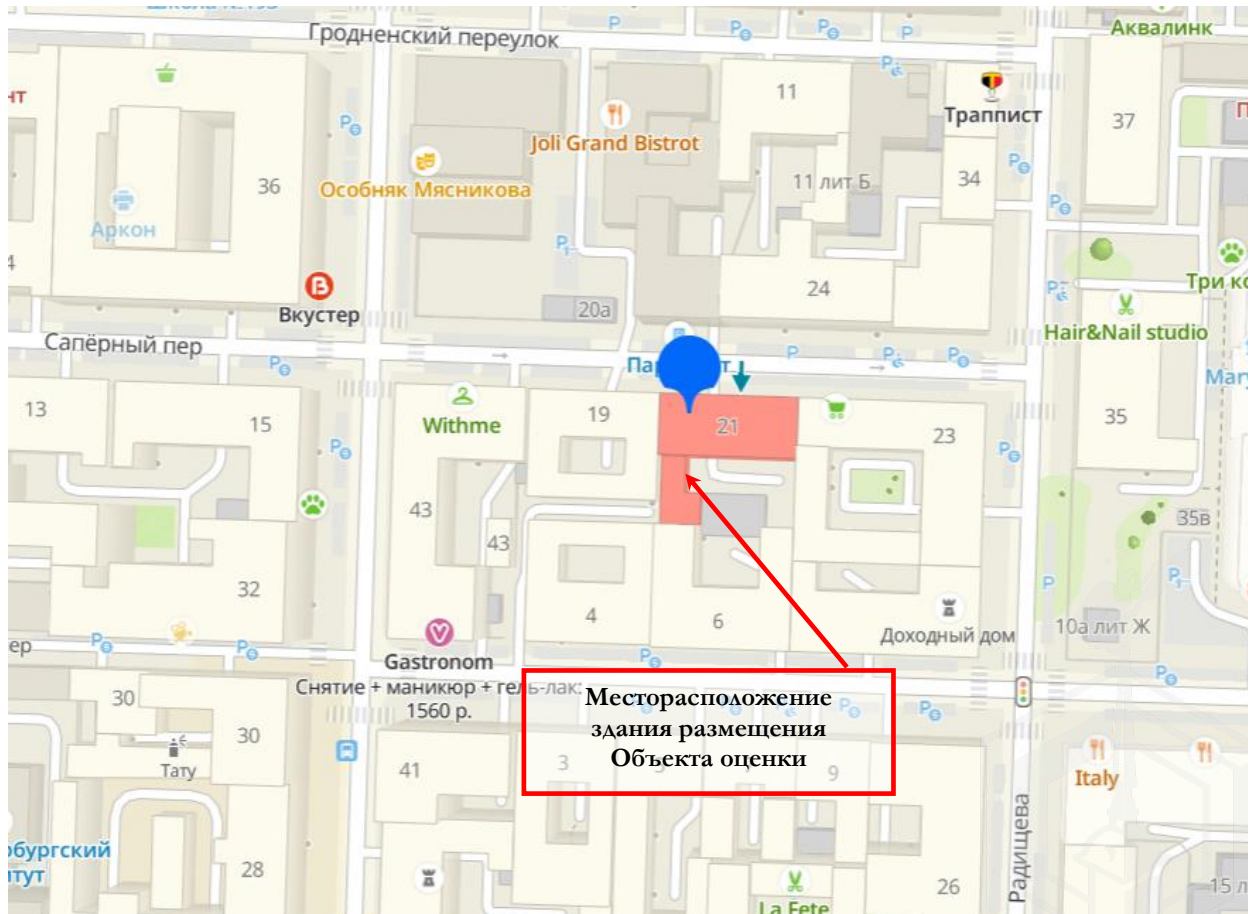 Гродненский переулок
Аквалинк
11
Траппист
37
Joli Grand Bistrot
36
Особняк Мясникова
11 лит Б
34
Аркон
Вкустер
20а
24
Три
Hair&Nail studio
Сапёрный пер
13
15
Withme
19
21
23
35
43
43
35в
32
4
6
Доходный дом
10а лит Ж
Gastronom
Снятие + маникюр + гель-лак:
1560 р.
Месторасположение
здания размещения
Объекта оценки
30
30
Тату
41
3
9
Italy
Радищева
28
26
15
La Fete